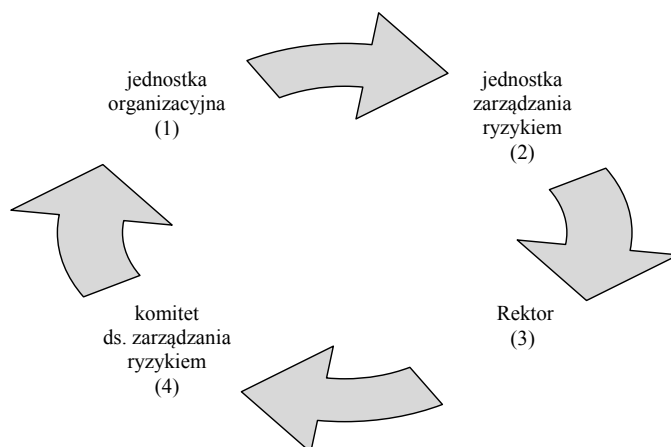 jednostka
organizacyjna
(1)
jednostka
zarządzania
ryzykiem
(2)
Rektor
(3)
komitet
ds. zarządzania
ryzykiem
(4)